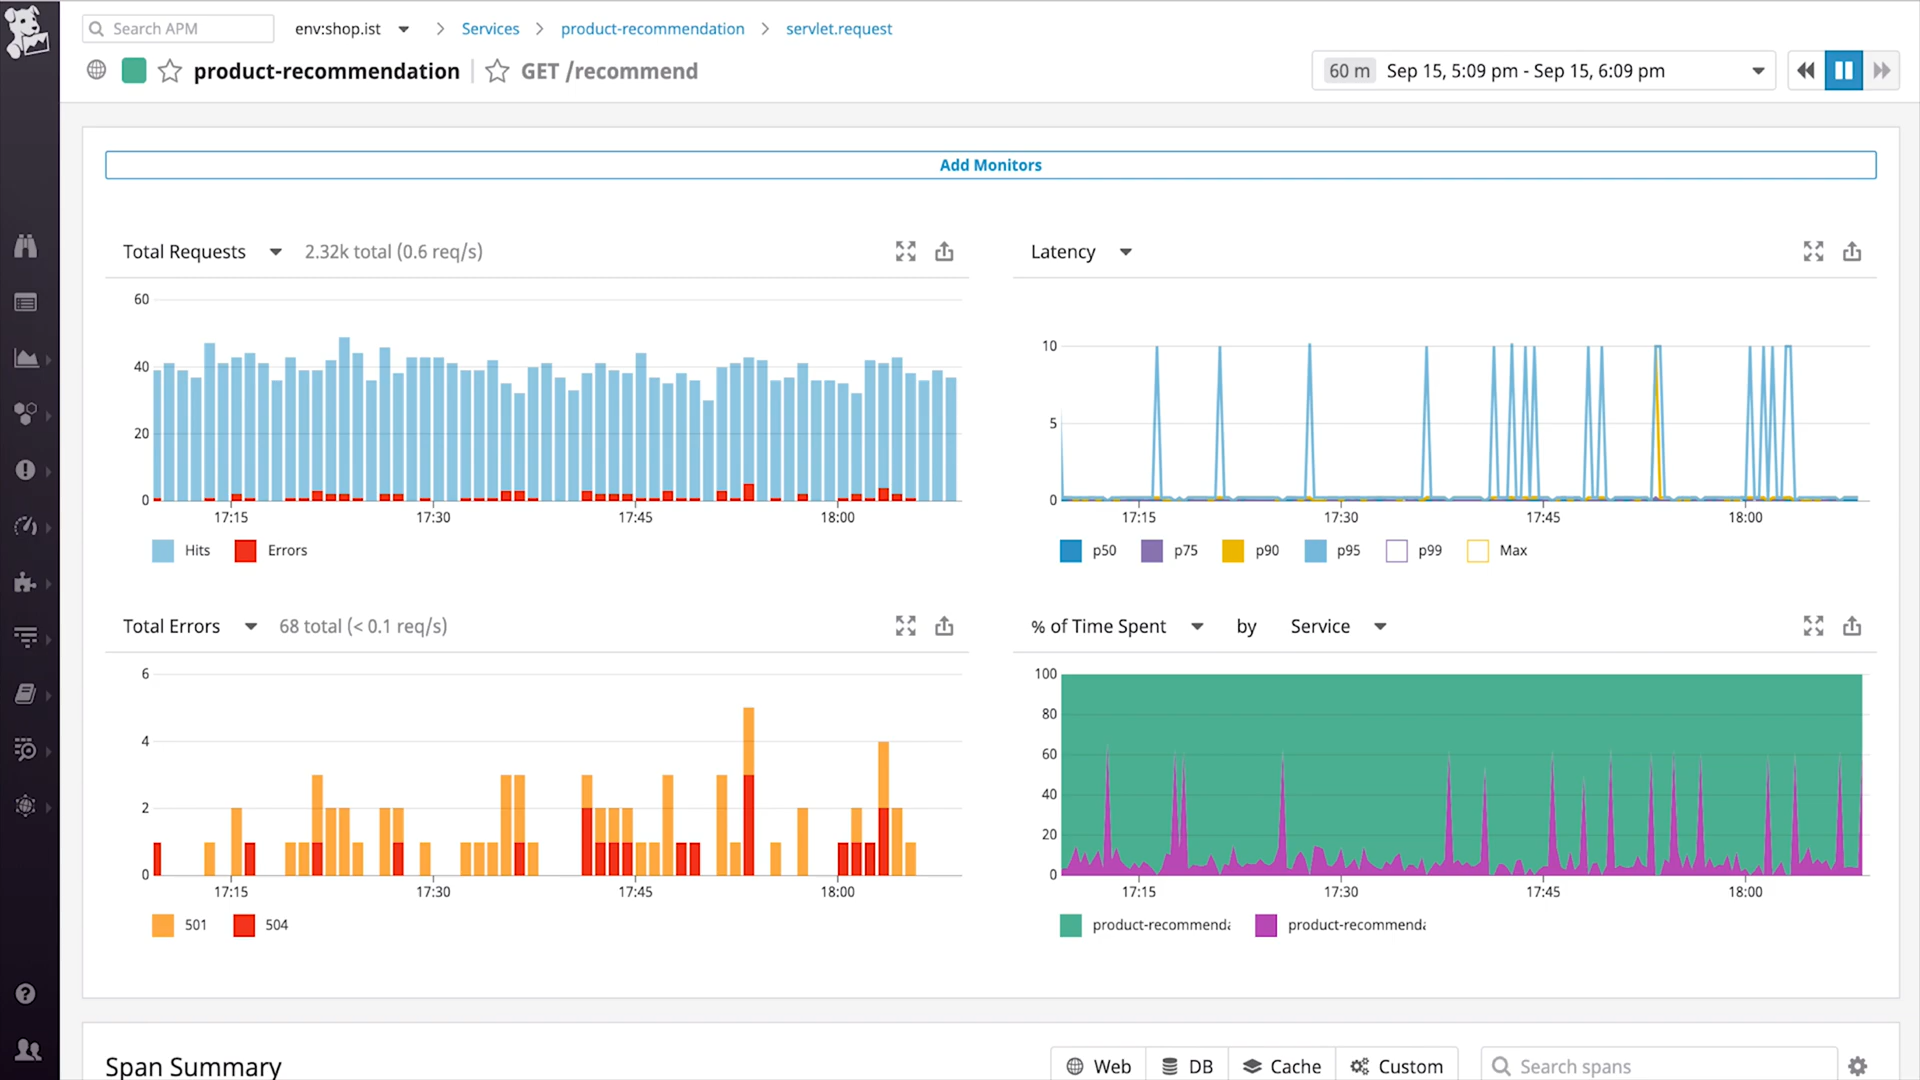 Search APM
env:shop.ist > Services > product-recommendation > servlet.request
product-recommendation | GET /recommend
60 m Sep 15, 5:09 pm - Sep 15, 6:09 pm
Add Monitors
Total Requests 2.32k total (0.6 req/s)
60
40
20
0
17:15 17:30 17:45 18:00
Hits Errors
Latency
10
5
0
17:15 17:30 17:45 18:00
p50 p75 p90 p95 p99 Max
Total Errors 68 total (< 0.1 req/s)
6
4
2
0
17:15 17:30 17:45 18:00
501 504
% of Time Spent by Service
100
80
60
40
20
0
17:15 17:30 17:45 18:00
product-recommenda product-recommenda
Span Summary
Web DB Cache Custom Search spans